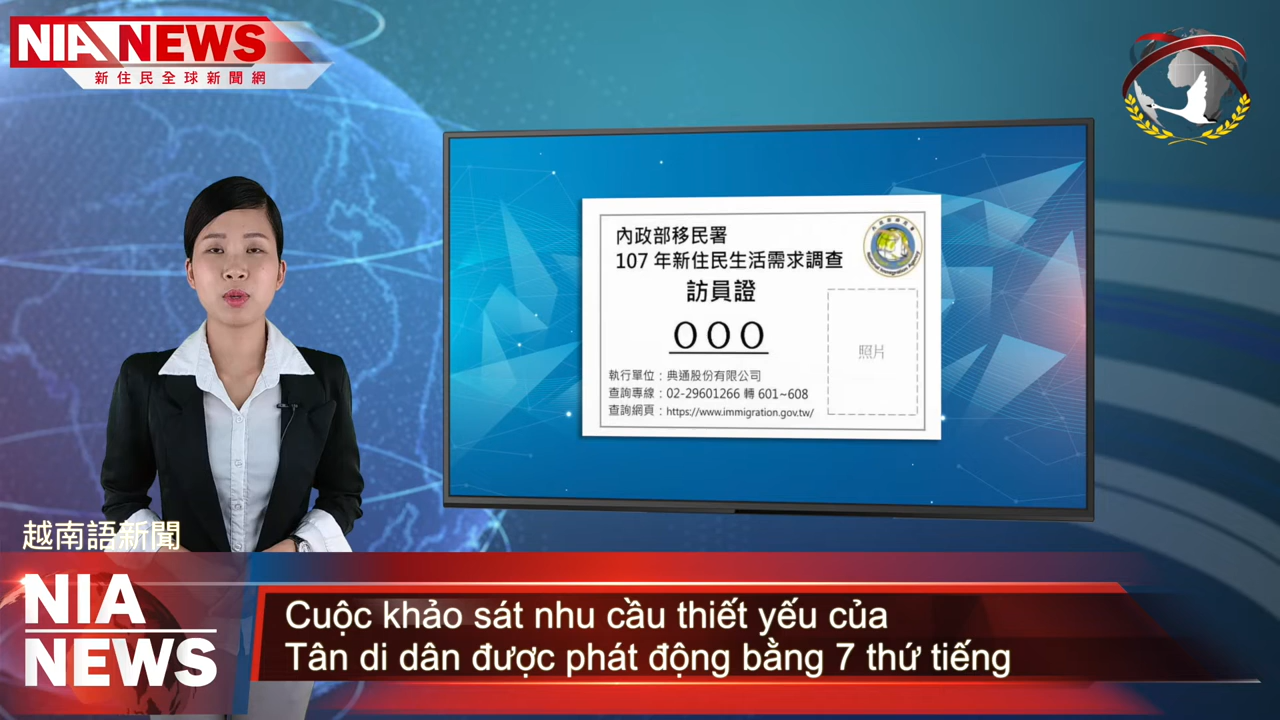 NIA NEWS
新住民全球新聞網
內政部移民署
107 年新住民生活需求調查
訪員證
OOO
照片
執行單位：典通股份有限公司
查詢專線：02-29601266 轉 601~608
查詢網頁：https://www.immigration.gov.tw/
越南語新聞
NIA
NEWS
Cuộc khảo sát nhu cầu thiết yếu của
Tân di dân được phát động bằng 7 thứ tiếng